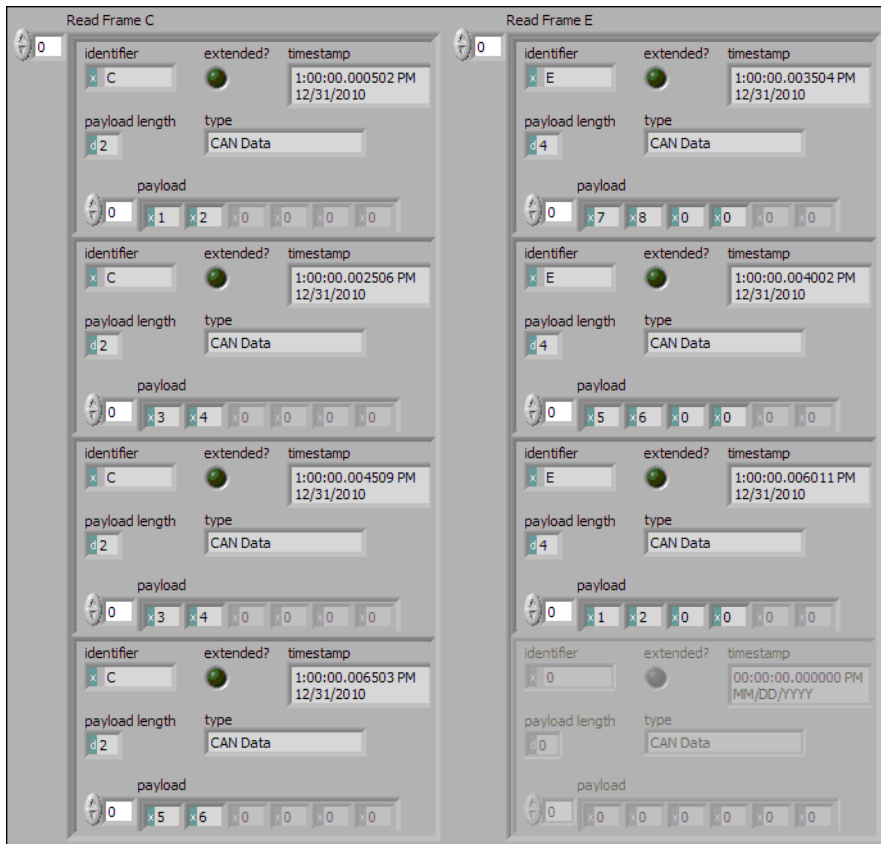 Read Frame C
0
identifier extended? timestamp
x C 1:00:00.000502 PM
12/31/2010
payload length type
d 2 CAN Data
payload
0 x 1 x 2 x 0 x 0 x 0 x 0
identifier extended? timestamp
x C 1:00:00.002506 PM
12/31/2010
payload length type
d 2 CAN Data
payload
0 x 3 x 4 x 0 x 0 x 0 x 0
identifier extended? timestamp
x C 1:00:00.004509 PM
12/31/2010
payload length type
d 2 CAN Data
payload
0 x 3 x 4 x 0 x 0 x 0 x 0
identifier extended? timestamp
x C 1:00:00.006503 PM
12/31/2010
payload length type
d 2 CAN Data
payload
0 x 5 x 6 x 0 x 0 x 0 x 0
Read Frame E
0
identifier extended? timestamp
x E 1:00:00.003504 PM
12/31/2010
payload length type
d 4 CAN Data
payload
0 x 7 x 8 x 0 x 0 x 0 x 0
identifier extended? timestamp
x E 1:00:00.004002 PM
12/31/2010
payload length type
d 4 CAN Data
payload
0 x 5 x 6 x 0 x 0 x 0 x 0
identifier extended? timestamp
x E 1:00:00.006011 PM
12/31/2010
payload length type
d 4 CAN Data
payload
0 x 1 x 2 x 0 x 0 x 0 x 0
identifier extended? timestamp
x 0 00:00:00.000000 PM
MM/DD/YYYY
payload length type
d 0 CAN Data
payload
0 x 0 x 0 x 0 x 0 x 0 x 0